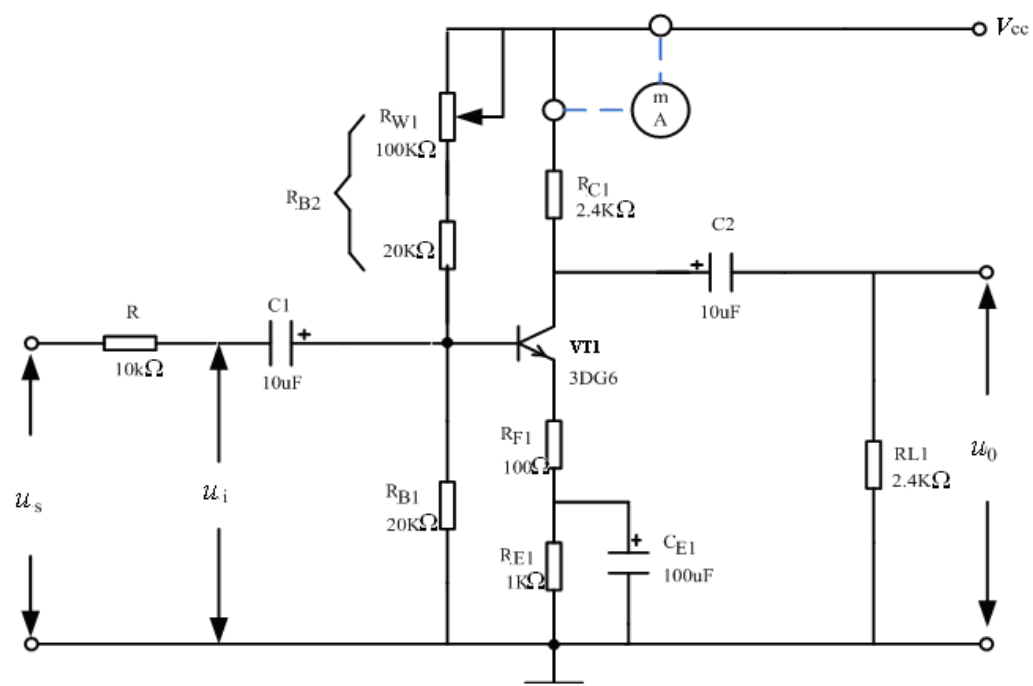 Vcc
m
A
RW1
100KΩ
RC1
2.4KΩ
RB2
20KΩ
C2
+
10uF
R
10kΩ
C1
+
10uF
VT1
3DG6
RF1
100Ω
us
ui
RB1
20KΩ
RE1
1KΩ
+
CE1
100uF
RL1
2.4KΩ
u0